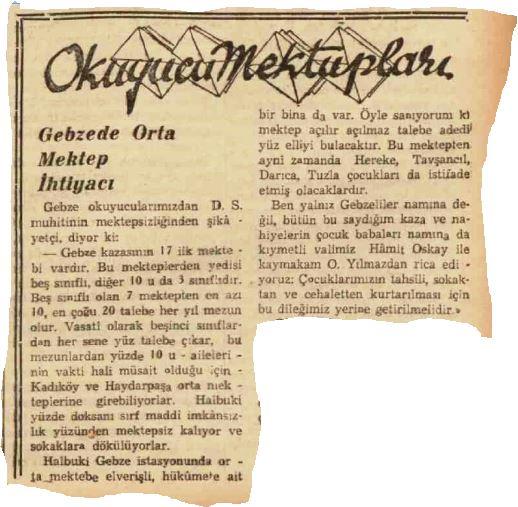 Okuyucu Mektupları
Gebzede Orta
Mektep
İhtiyacı
Gebze okuyucularımızdan D. S.
muhitinin mektepsizliğinden şikâ -
yetçi, diyor ki:
— Gebze kazasının 17 ilk mekte -
bi vardır. Bu mekteplerden yedisi
beş sınıflı, diğer 10 u da 3 sınıflıdır.
Beş sınıflı olan 7 mektepten en azı
10, en çoğu 20 talebe her yıl mezun
olur. Vasatî olarak beşinci sınıflar-
dan her sene yüz talebe çıkar, bu
mezunlardan yüzde 10 u - aileleri -
nin vakti hali müsait olduğu için -
Kadıköy ve Haydarpaşa orta mek -
teplerine girebiliyorlar. Halbuki
yüzde doksanı sırf maddî imkânsız-
lık yüzünden mektepsiz kalıyor ve
sokaklara dökülüyorlar.
Halbuki Gebze istasyonunda or -
ta mektebe elverişli, hükûmete ait
bir bina da var. Öyle sanıyorum ki
mektep açılır açılmaz talebe adedi
yüz elliyi bulacaktır. Bu mektepten
ayni zamanda Hereke, Tavşancıl,
Darıca, Tuzla çocukları da istifade
etmiş olacaklardır.
Ben yalnız Gebzeliler namına de-
ğil, bütün bu saydığım kaza ve na-
hiyelerin çocuk babaları namına da
kıymetli valimiz Hâmit Oskay ile
kaymakam O. Yılmazdan rica edi -
yoruz: Çocuklarımızın tahsili, sokak-
tan ve cehaletten kurtarılması için
bu dileğimiz yerine getirilmelidir.»